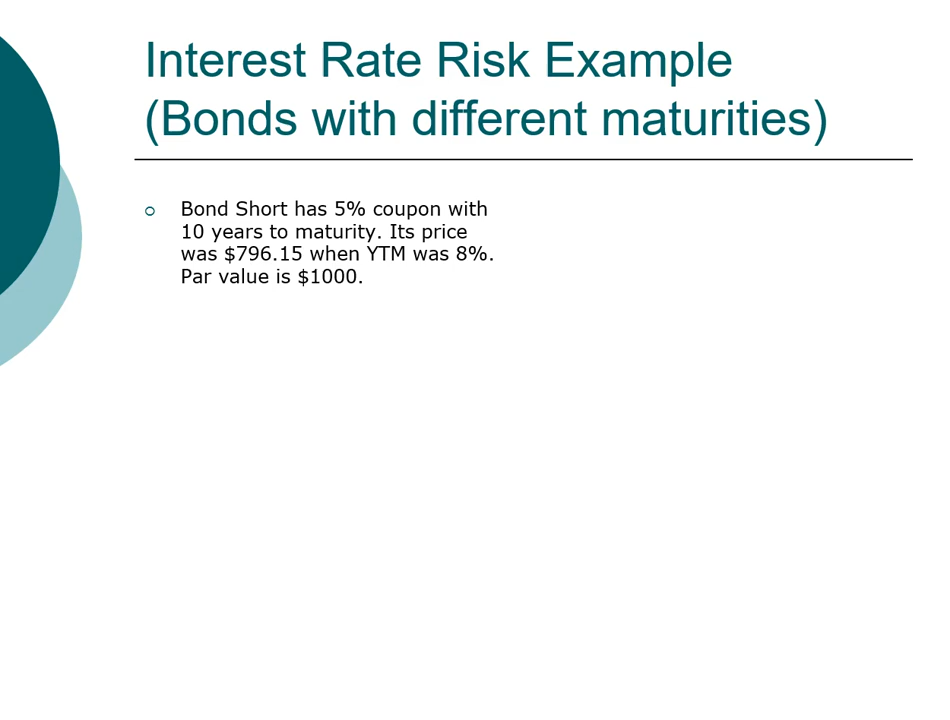 Interest Rate Risk Example
(Bonds with different maturities)
Bond Short has 5% coupon with
10 years to maturity. Its price
was $796.15 when YTM was 8%.
Par value is $1000.